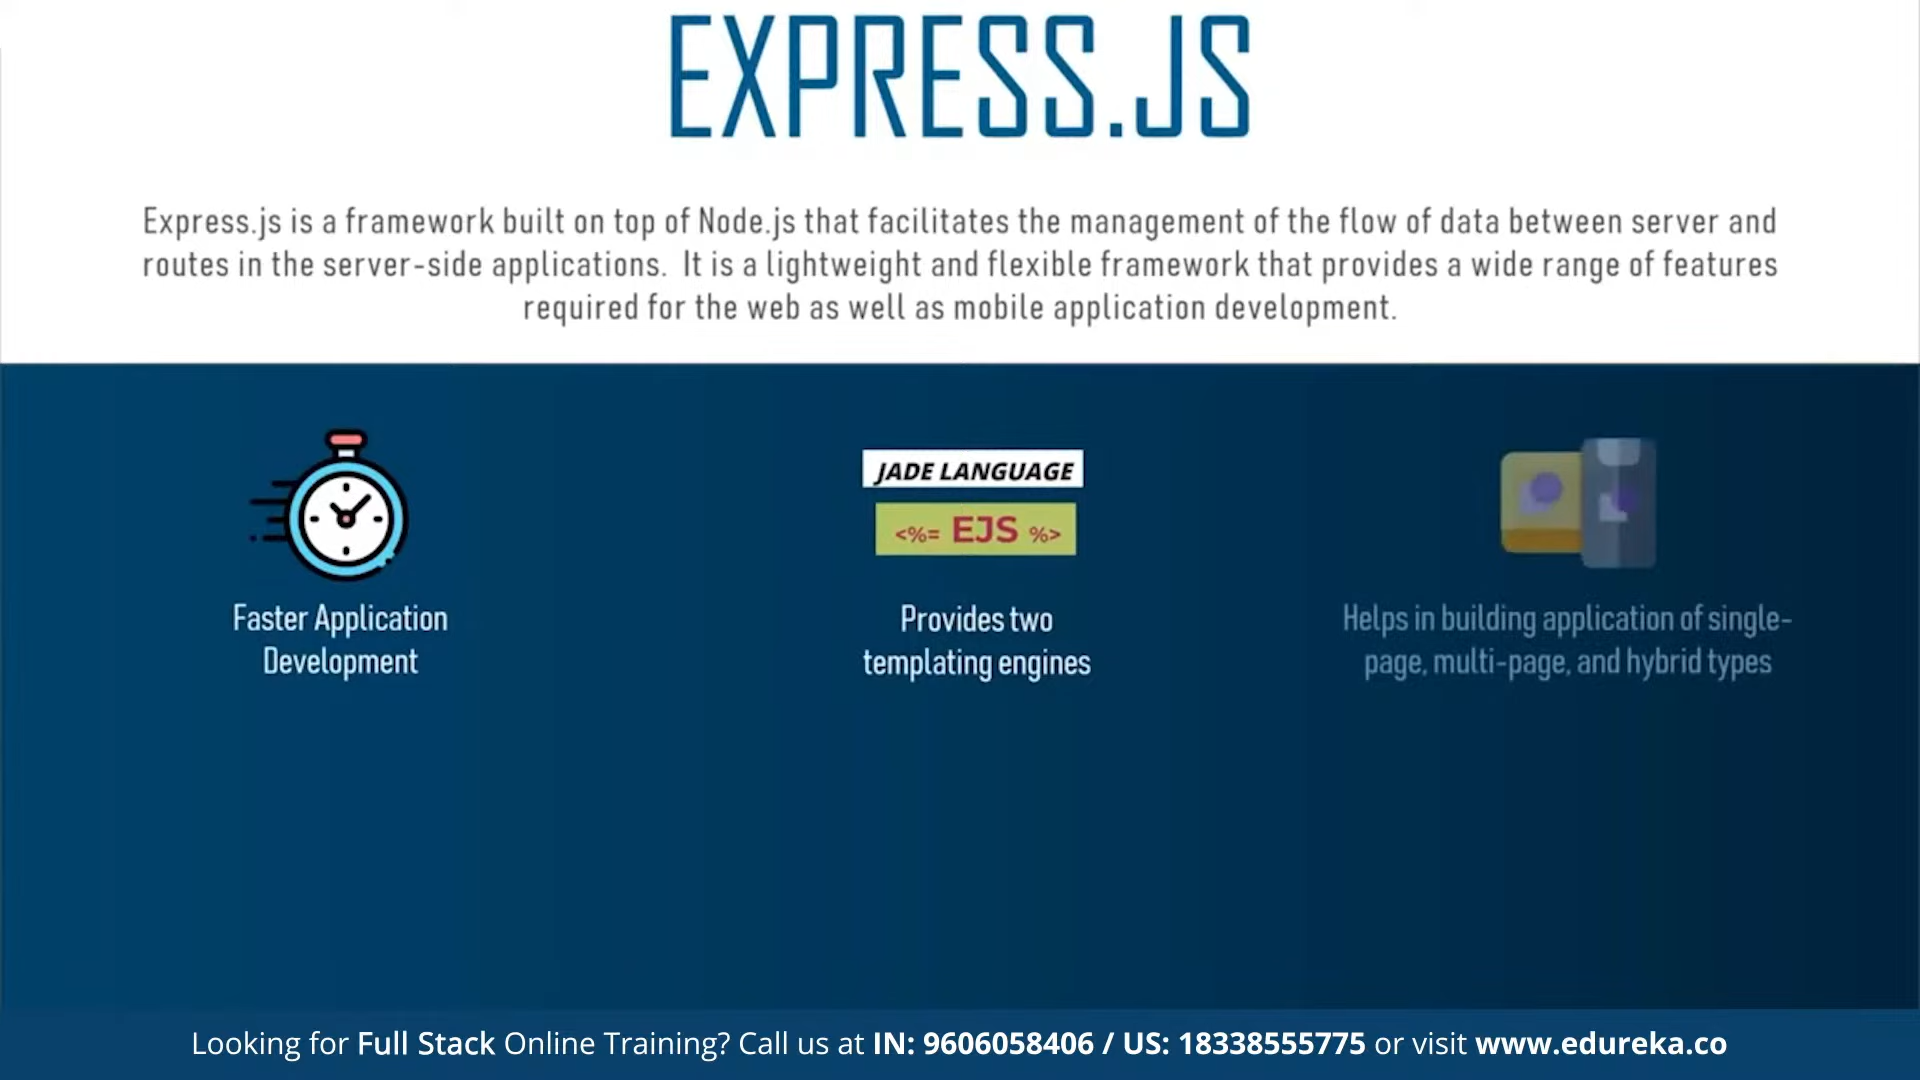 EXPRESS.JS
Express.js is a framework built on top of Node.js that facilitates the management of the flow of data between server and
routes in the server-side applications. It is a lightweight and flexible framework that provides a wide range of features
required for the web as well as mobile application development.
JADE LANGUAGE
<%= EJS %>
Faster Application
Development
Provides two
templating engines
Helps in building application of single-
page, multi-page, and hybrid types
Looking for Full Stack Online Training? Call us at IN: 9606058406 / US: 18338555775 or visit www.edureka.co